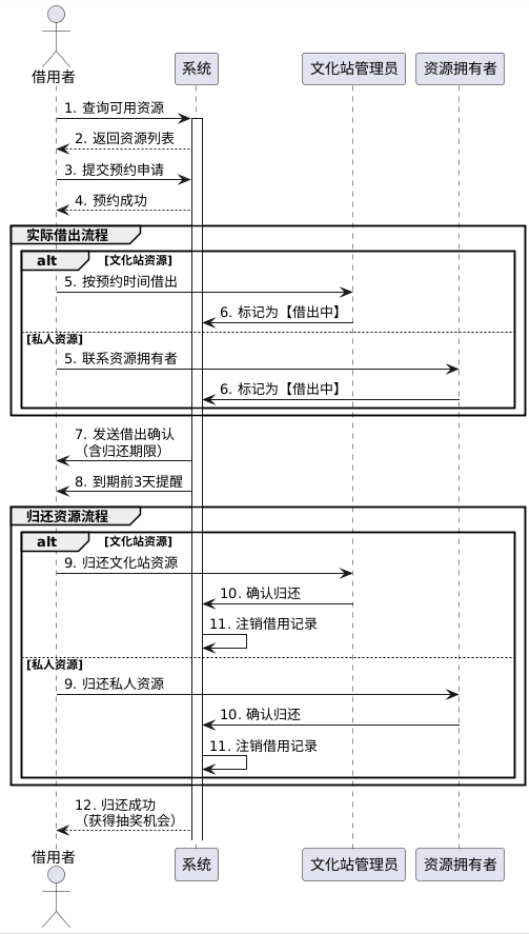 借用者
系统
文化站管理员
资源拥有者
1. 查询可用资源
2. 返回资源列表
3. 提交预约申请
4. 预约成功
实际借出流程
alt [文化站资源]
5. 按预约时间借出
6. 标记为【借出中】
[私人资源]
5. 联系资源拥有者
6. 标记为【借出中】
7. 发送借出确认
（含归还期限）
8. 到期前3天提醒
归还资源流程
alt [文化站资源]
9. 归还文化站资源
10. 确认归还
11. 注销借用记录
[私人资源]
9. 归还私人资源
10. 确认归还
11. 注销借用记录
12. 归还成功
（获得抽奖机会）
借用者
系统
文化站管理员
资源拥有者